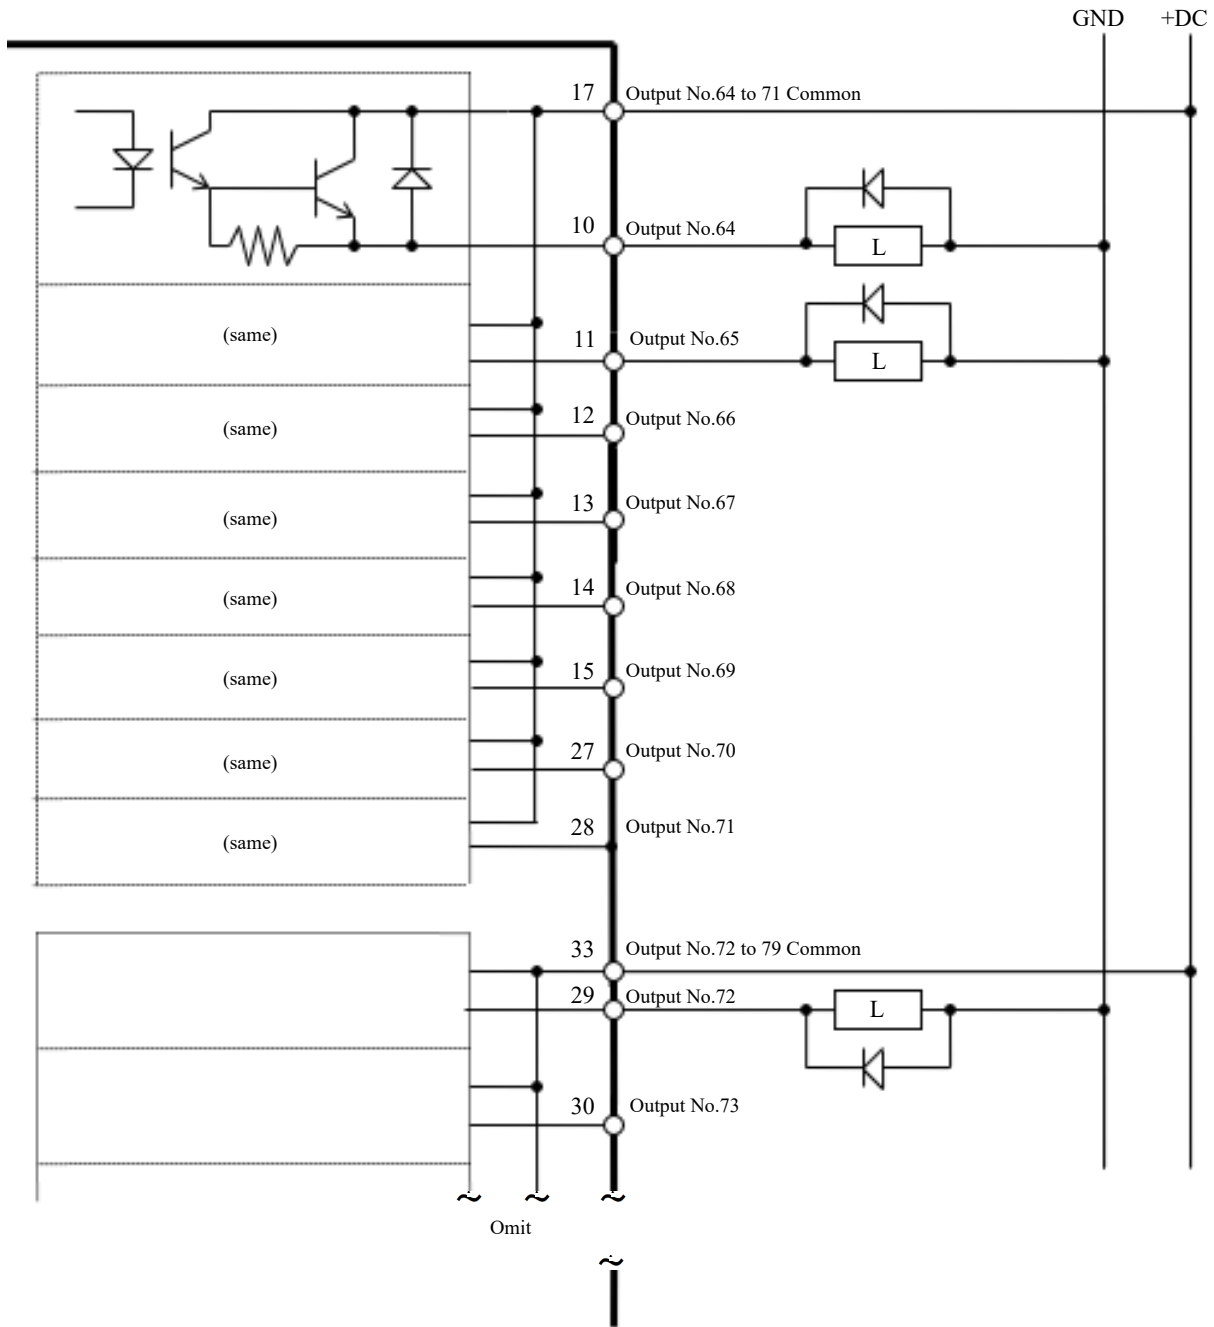 GND +DC
17 Output No.64 to 71 Common
10 Output No.64
L
(same)
11 Output No.65
L
(same)
12 Output No.66
(same)
13 Output No.67
(same)
14 Output No.68
(same)
15 Output No.69
(same)
27 Output No.70
(same)
28 Output No.71
33 Output No.72 to 79 Common
29 Output No.72
L
30 Output No.73
Omit